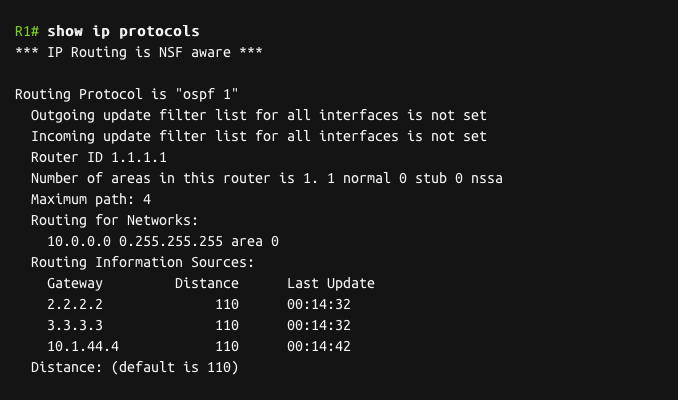 R1# show ip protocols
*** IP Routing is NSF aware ***

Routing Protocol is "ospf 1"
  Outgoing update filter list for all interfaces is not set
  Incoming update filter list for all interfaces is not set
  Router ID 1.1.1.1
  Number of areas in this router is 1. 1 normal 0 stub 0 nssa
  Maximum path: 4
  Routing for Networks:
    10.0.0.0 0.255.255.255 area 0
  Routing Information Sources:
    Gateway         Distance      Last Update
    2.2.2.2              110      00:14:32
    3.3.3.3              110      00:14:32
    10.1.44.4            110      00:14:42
  Distance: (default is 110)